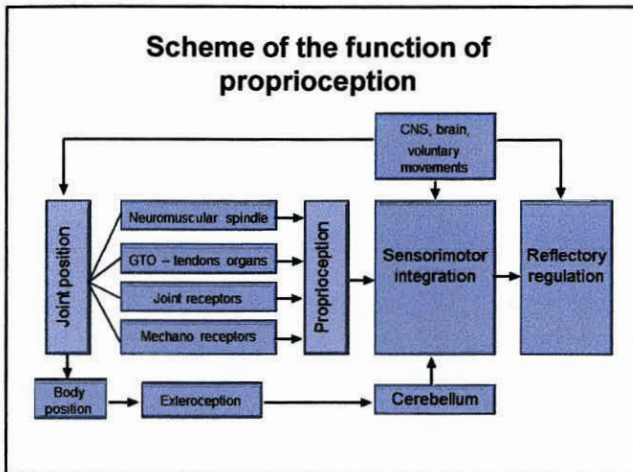 Scheme of the function of
proprioception
CNS, brain,
voluntary
movements
Joint position
Neuromuscular spindle
GTO – tendons organs
Joint receptors
Mechano receptors
Proprioception
Sensorimotor
integration
Reflectory
regulation
Body
position
Exteroception
Cerebellum